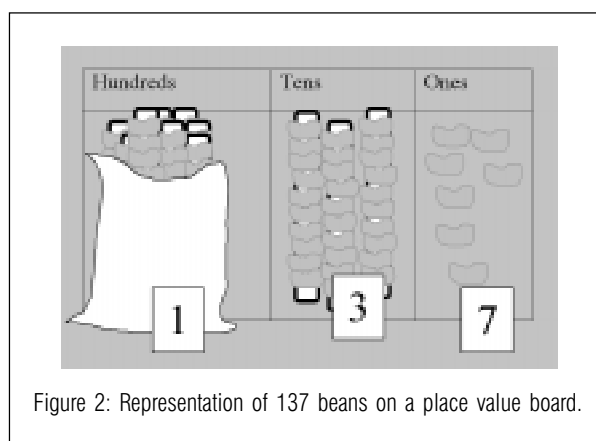 Hundreds Tens Ones
1 3 7
Figure 2: Representation of 137 beans on a place value board.